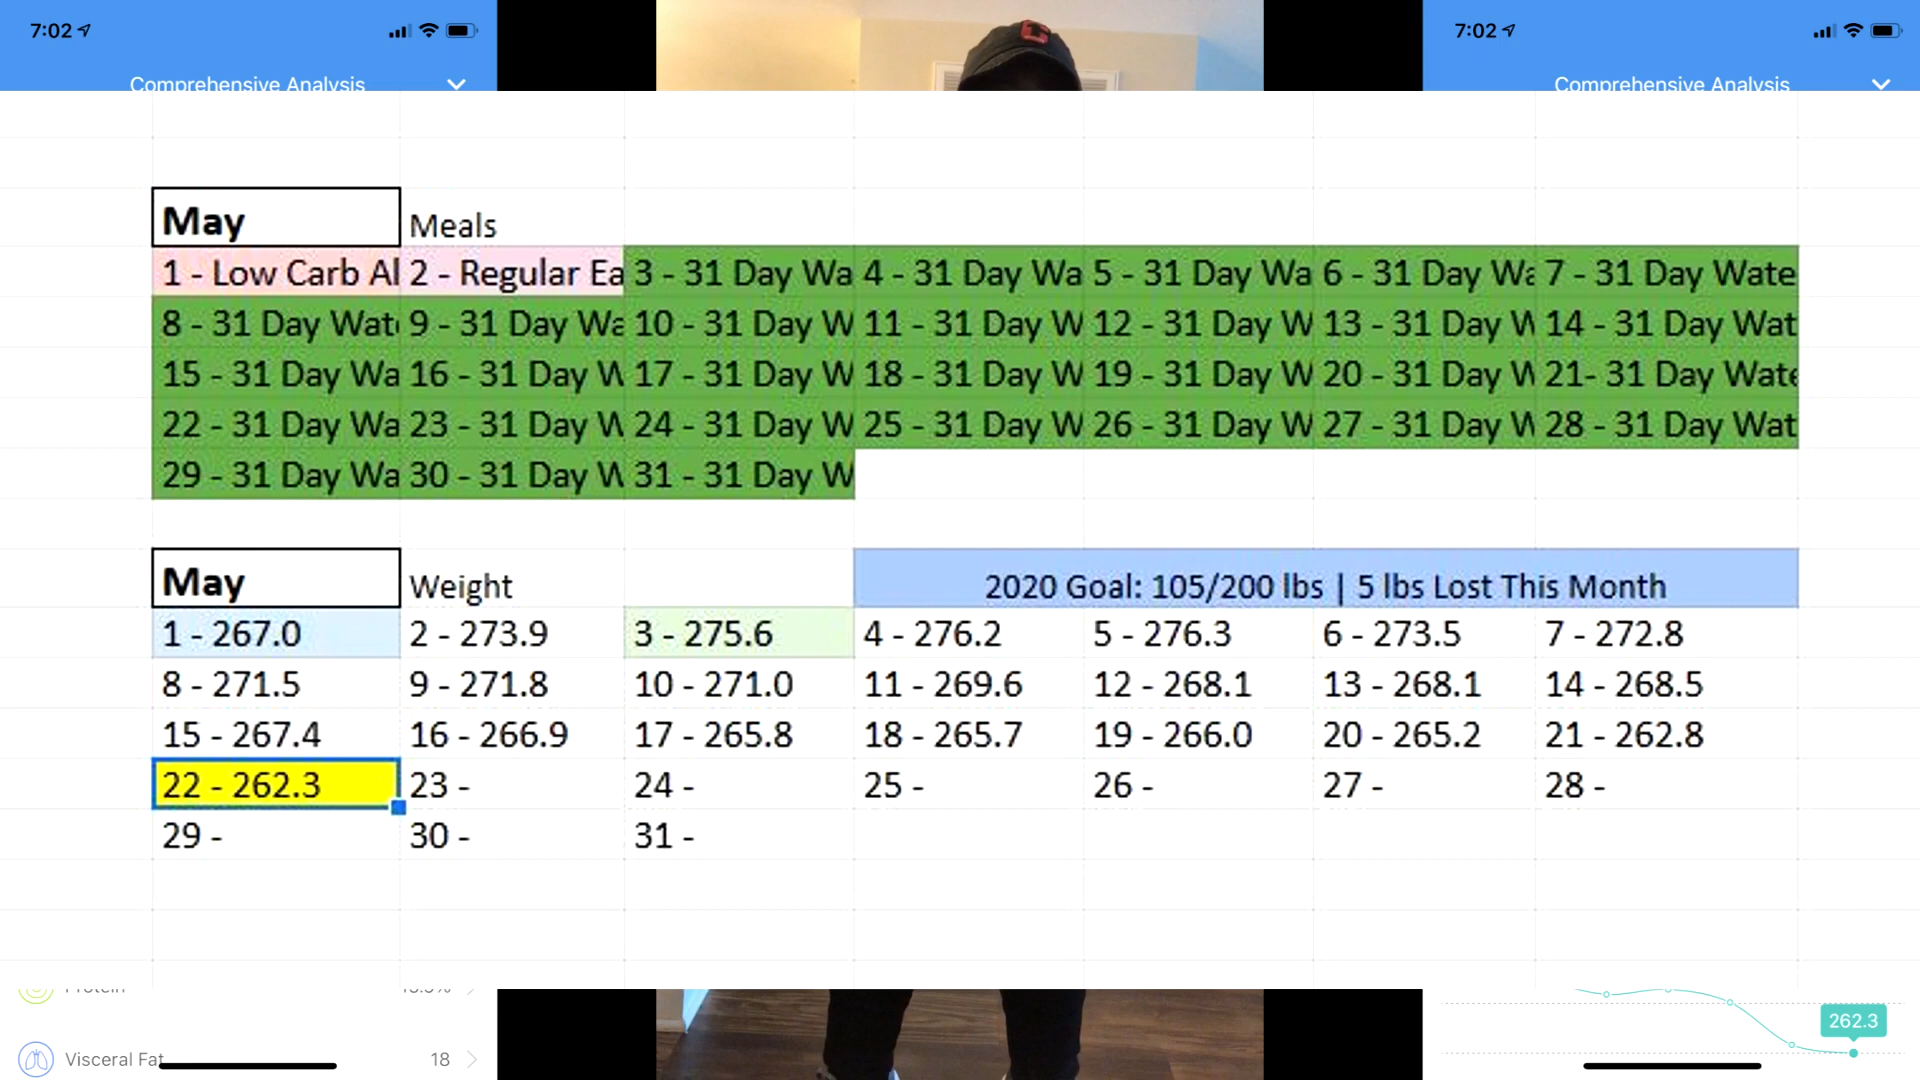 7:02
7:02
Comprehensive Analysis
Comprehensive Analysis
May Meals
1 - Low Carb Al 2 - Regular Ea 3 - 31 Day Wa 4 - 31 Day Wa 5 - 31 Day Wa 6 - 31 Day Wa 7 - 31 Day Wate
8 - 31 Day Wate 9 - 31 Day Wa 10 - 31 Day W 11 - 31 Day W 12 - 31 Day W 13 - 31 Day W 14 - 31 Day Wat
15 - 31 Day Wa 16 - 31 Day W 17 - 31 Day W 18 - 31 Day W 19 - 31 Day W 20 - 31 Day W 21- 31 Day Wate
22 - 31 Day Wa 23 - 31 Day W 24 - 31 Day W 25 - 31 Day W 26 - 31 Day W 27 - 31 Day W 28 - 31 Day Wat
29 - 31 Day Wa 30 - 31 Day W 31 - 31 Day W
May Weight 2020 Goal: 105/200 lbs | 5 lbs Lost This Month
1 - 267.0 2 - 273.9 3 - 275.6 4 - 276.2 5 - 276.3 6 - 273.5 7 - 272.8
8 - 271.5 9 - 271.8 10 - 271.0 11 - 269.6 12 - 268.1 13 - 268.1 14 - 268.5
15 - 267.4 16 - 266.9 17 - 265.8 18 - 265.7 19 - 266.0 20 - 265.2 21 - 262.8
22 - 262.3 23 - 24 - 25 - 26 - 27 - 28 -
29 - 30 - 31 -
Protein
262.3
Visceral Fat 18